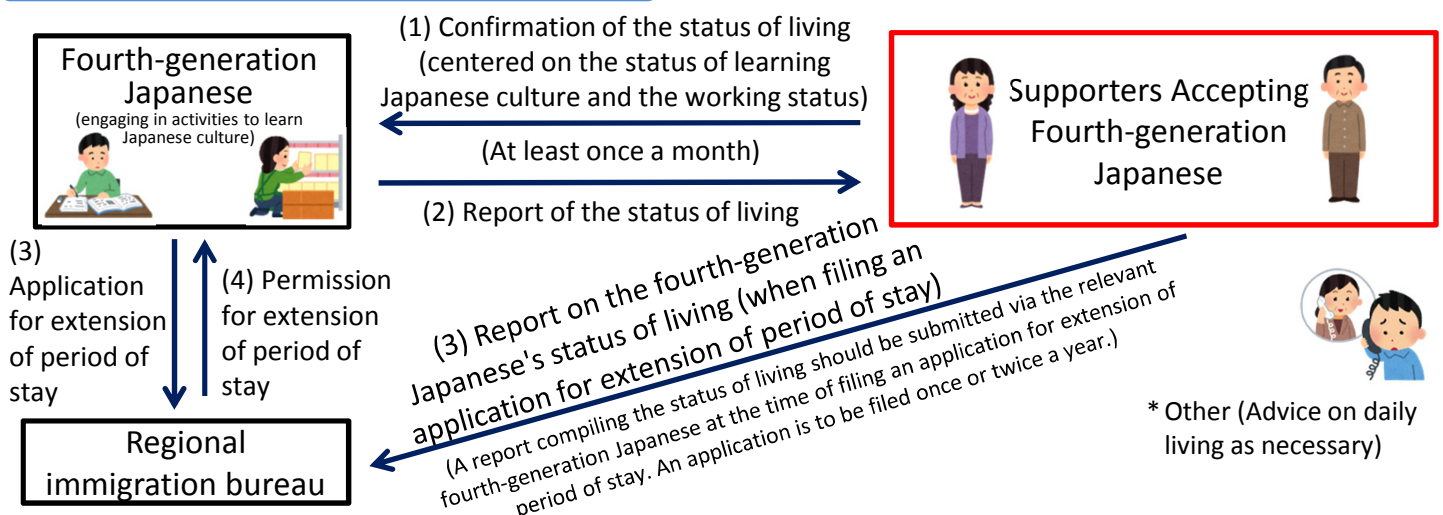 Fourth-generation
Japanese
(engaging in activities to learn
Japanese culture)
(1) Confirmation of the status of living
(centered on the status of learning
Japanese culture and the working status)
(At least once a month)
(2) Report of the status of living
Supporters Accepting
Fourth-generation
Japanese
(3)
Application
for extension
of period of
stay
(4) Permission
for extension
of period of
stay
(3) Report on the fourth-generation
Japanese's status of living (when filing an
application for extension of period of stay)
(A report compiling the status of living should be submitted via the relevant
fourth-generation Japanese at the time of filing an application for extension of
period of stay. An application is to be filed once or twice a year.)
* Other (Advice on daily
living as necessary)
Regional
immigration bureau